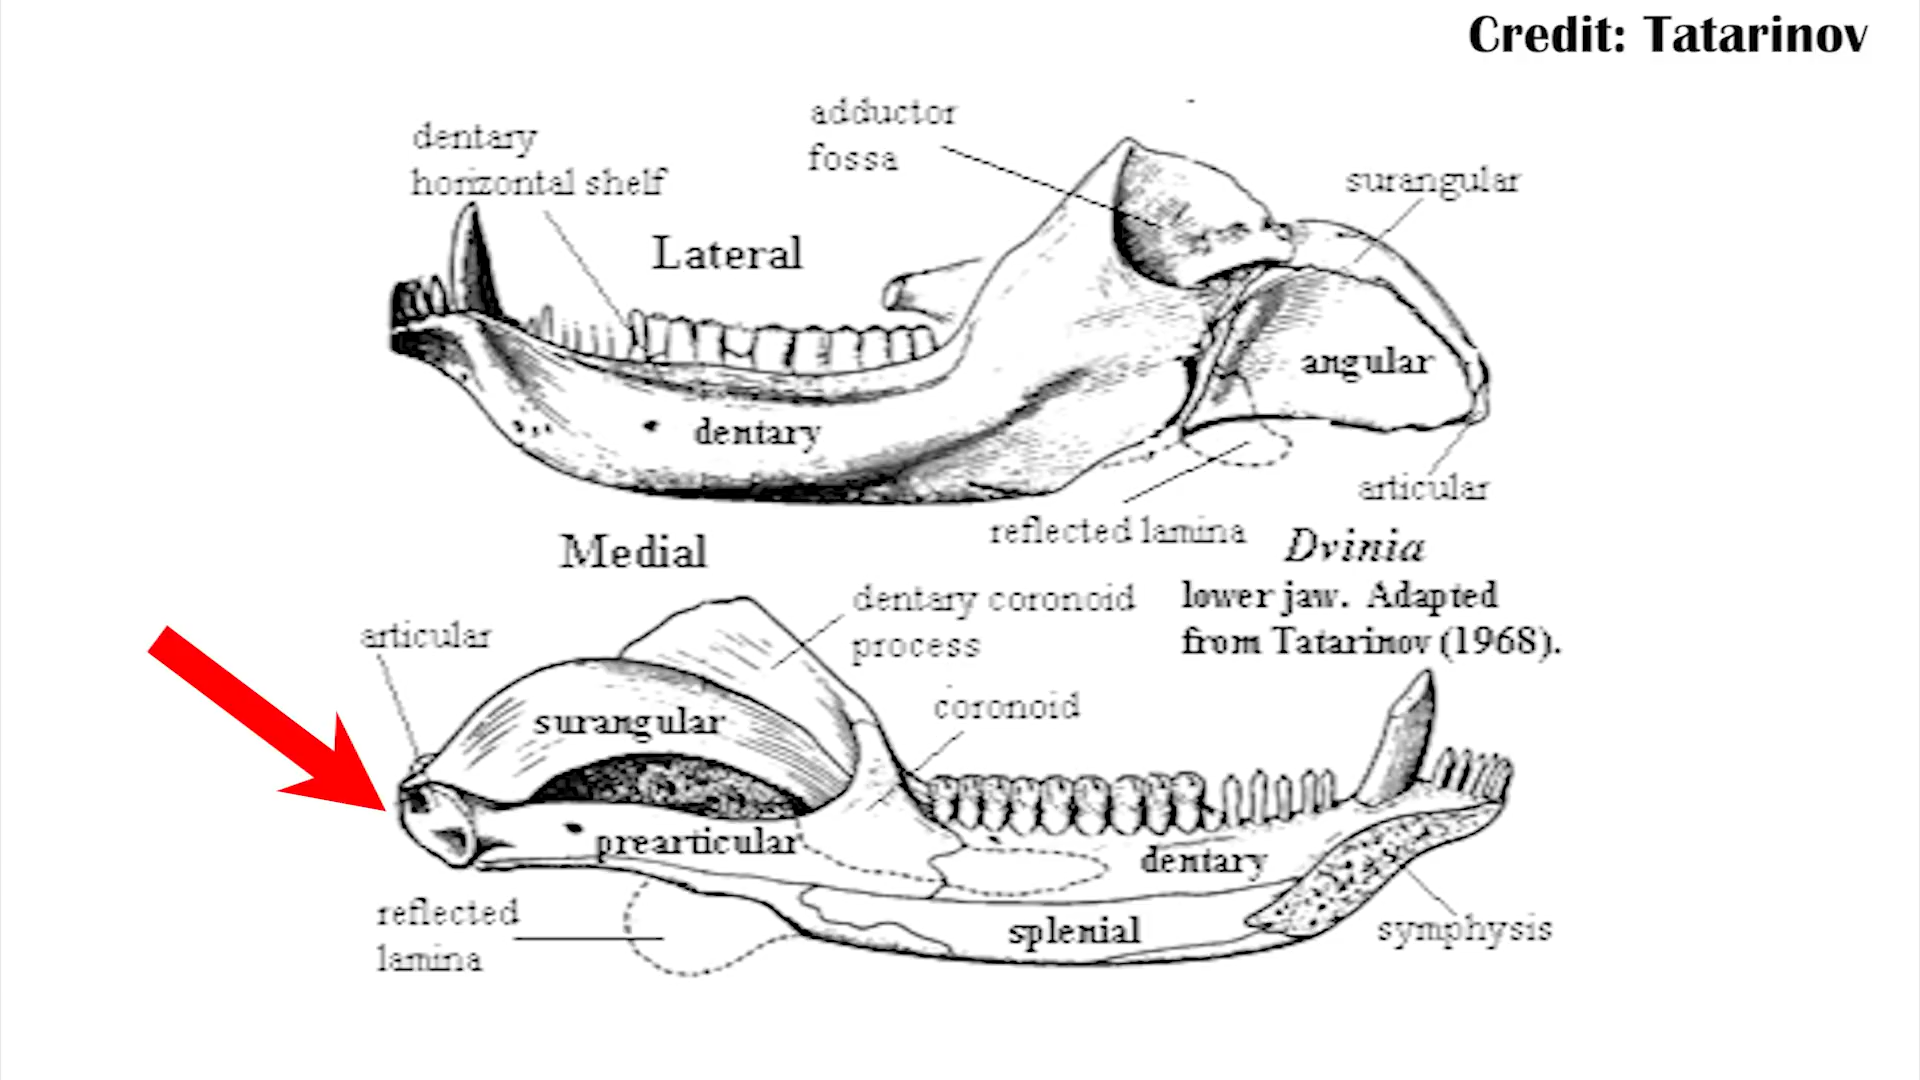 Credit: Tatarinov
adductor
fossa
dentary
horizontal shelf
surangular
Lateral
angular
dentary
articular
reflected lamina
Dvinia
Medial
lower jaw. Adapted
from Tatarinov (1968).
dentary coronoid
process
articular
coronoid
surangular
prearticular
dentary
reflected
lamina
splenial
symphysis